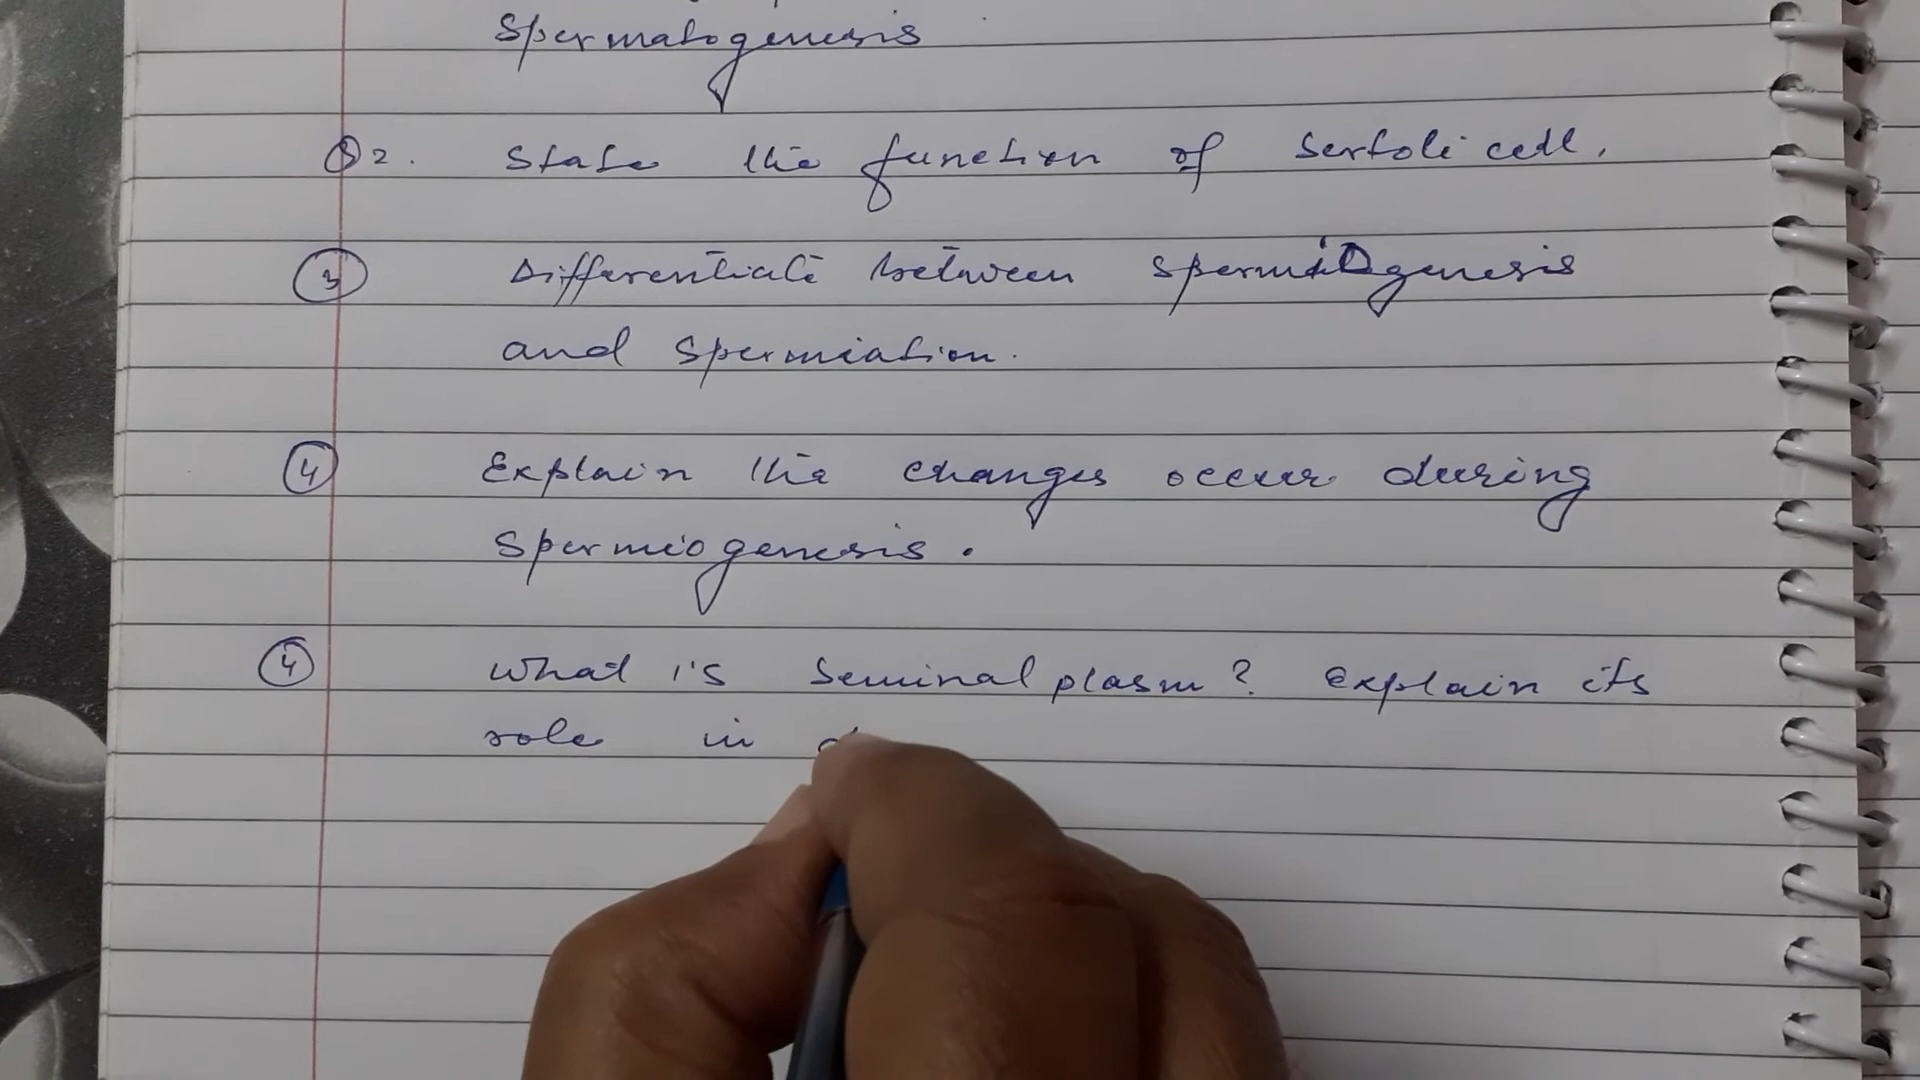 Spermatogenesis
Q2. State the function of Sertoli cell.
3 Differentiate between spermiogenesis
and spermiation.
4 Explain the changes occur during
spermiogenesis.
4 What is Seminal plasm? Explain its
role in